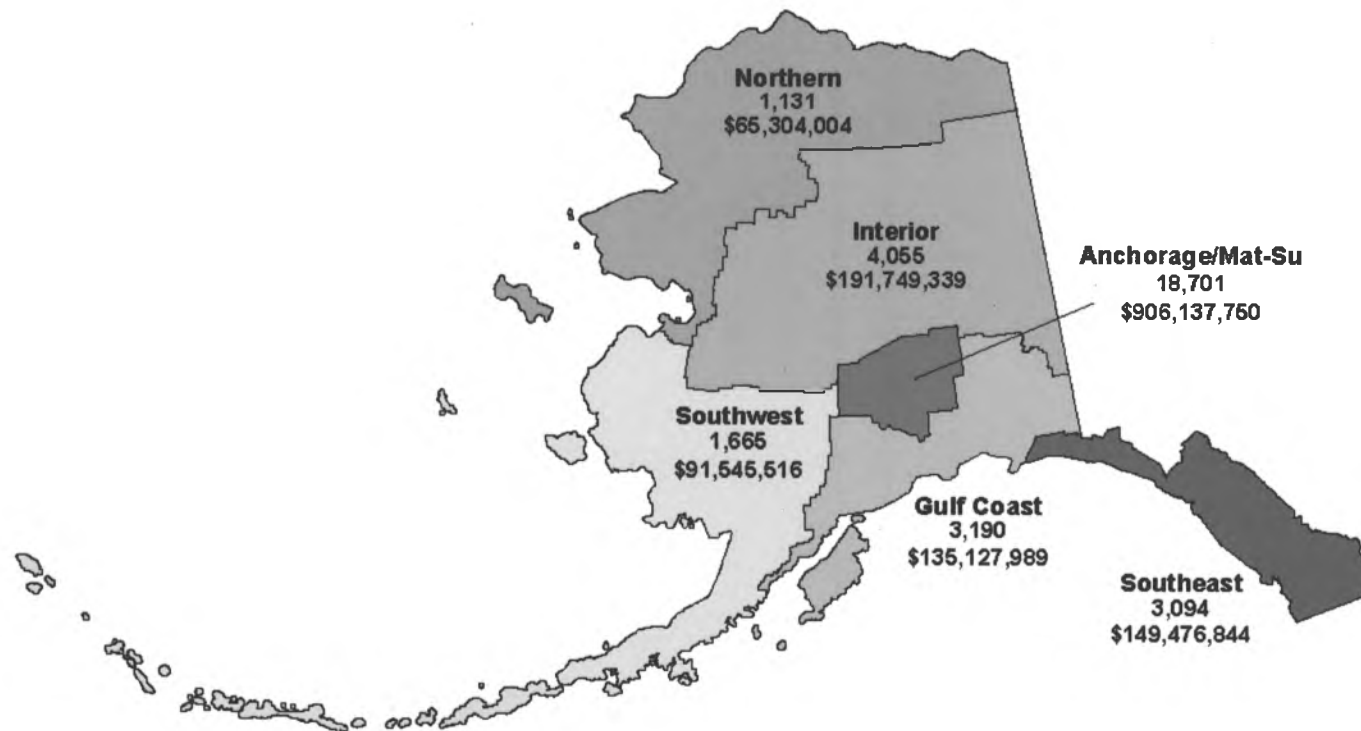 Northern
1,131
$65,304,004
Interior
4,055
$191,749,339
Anchorage/Mat-Su
18,701
$906,137,750
Southwest
1,665
$91,545,516
Gulf Coast
3,190
$135,127,989
Southeast
3,094
$149,476,844